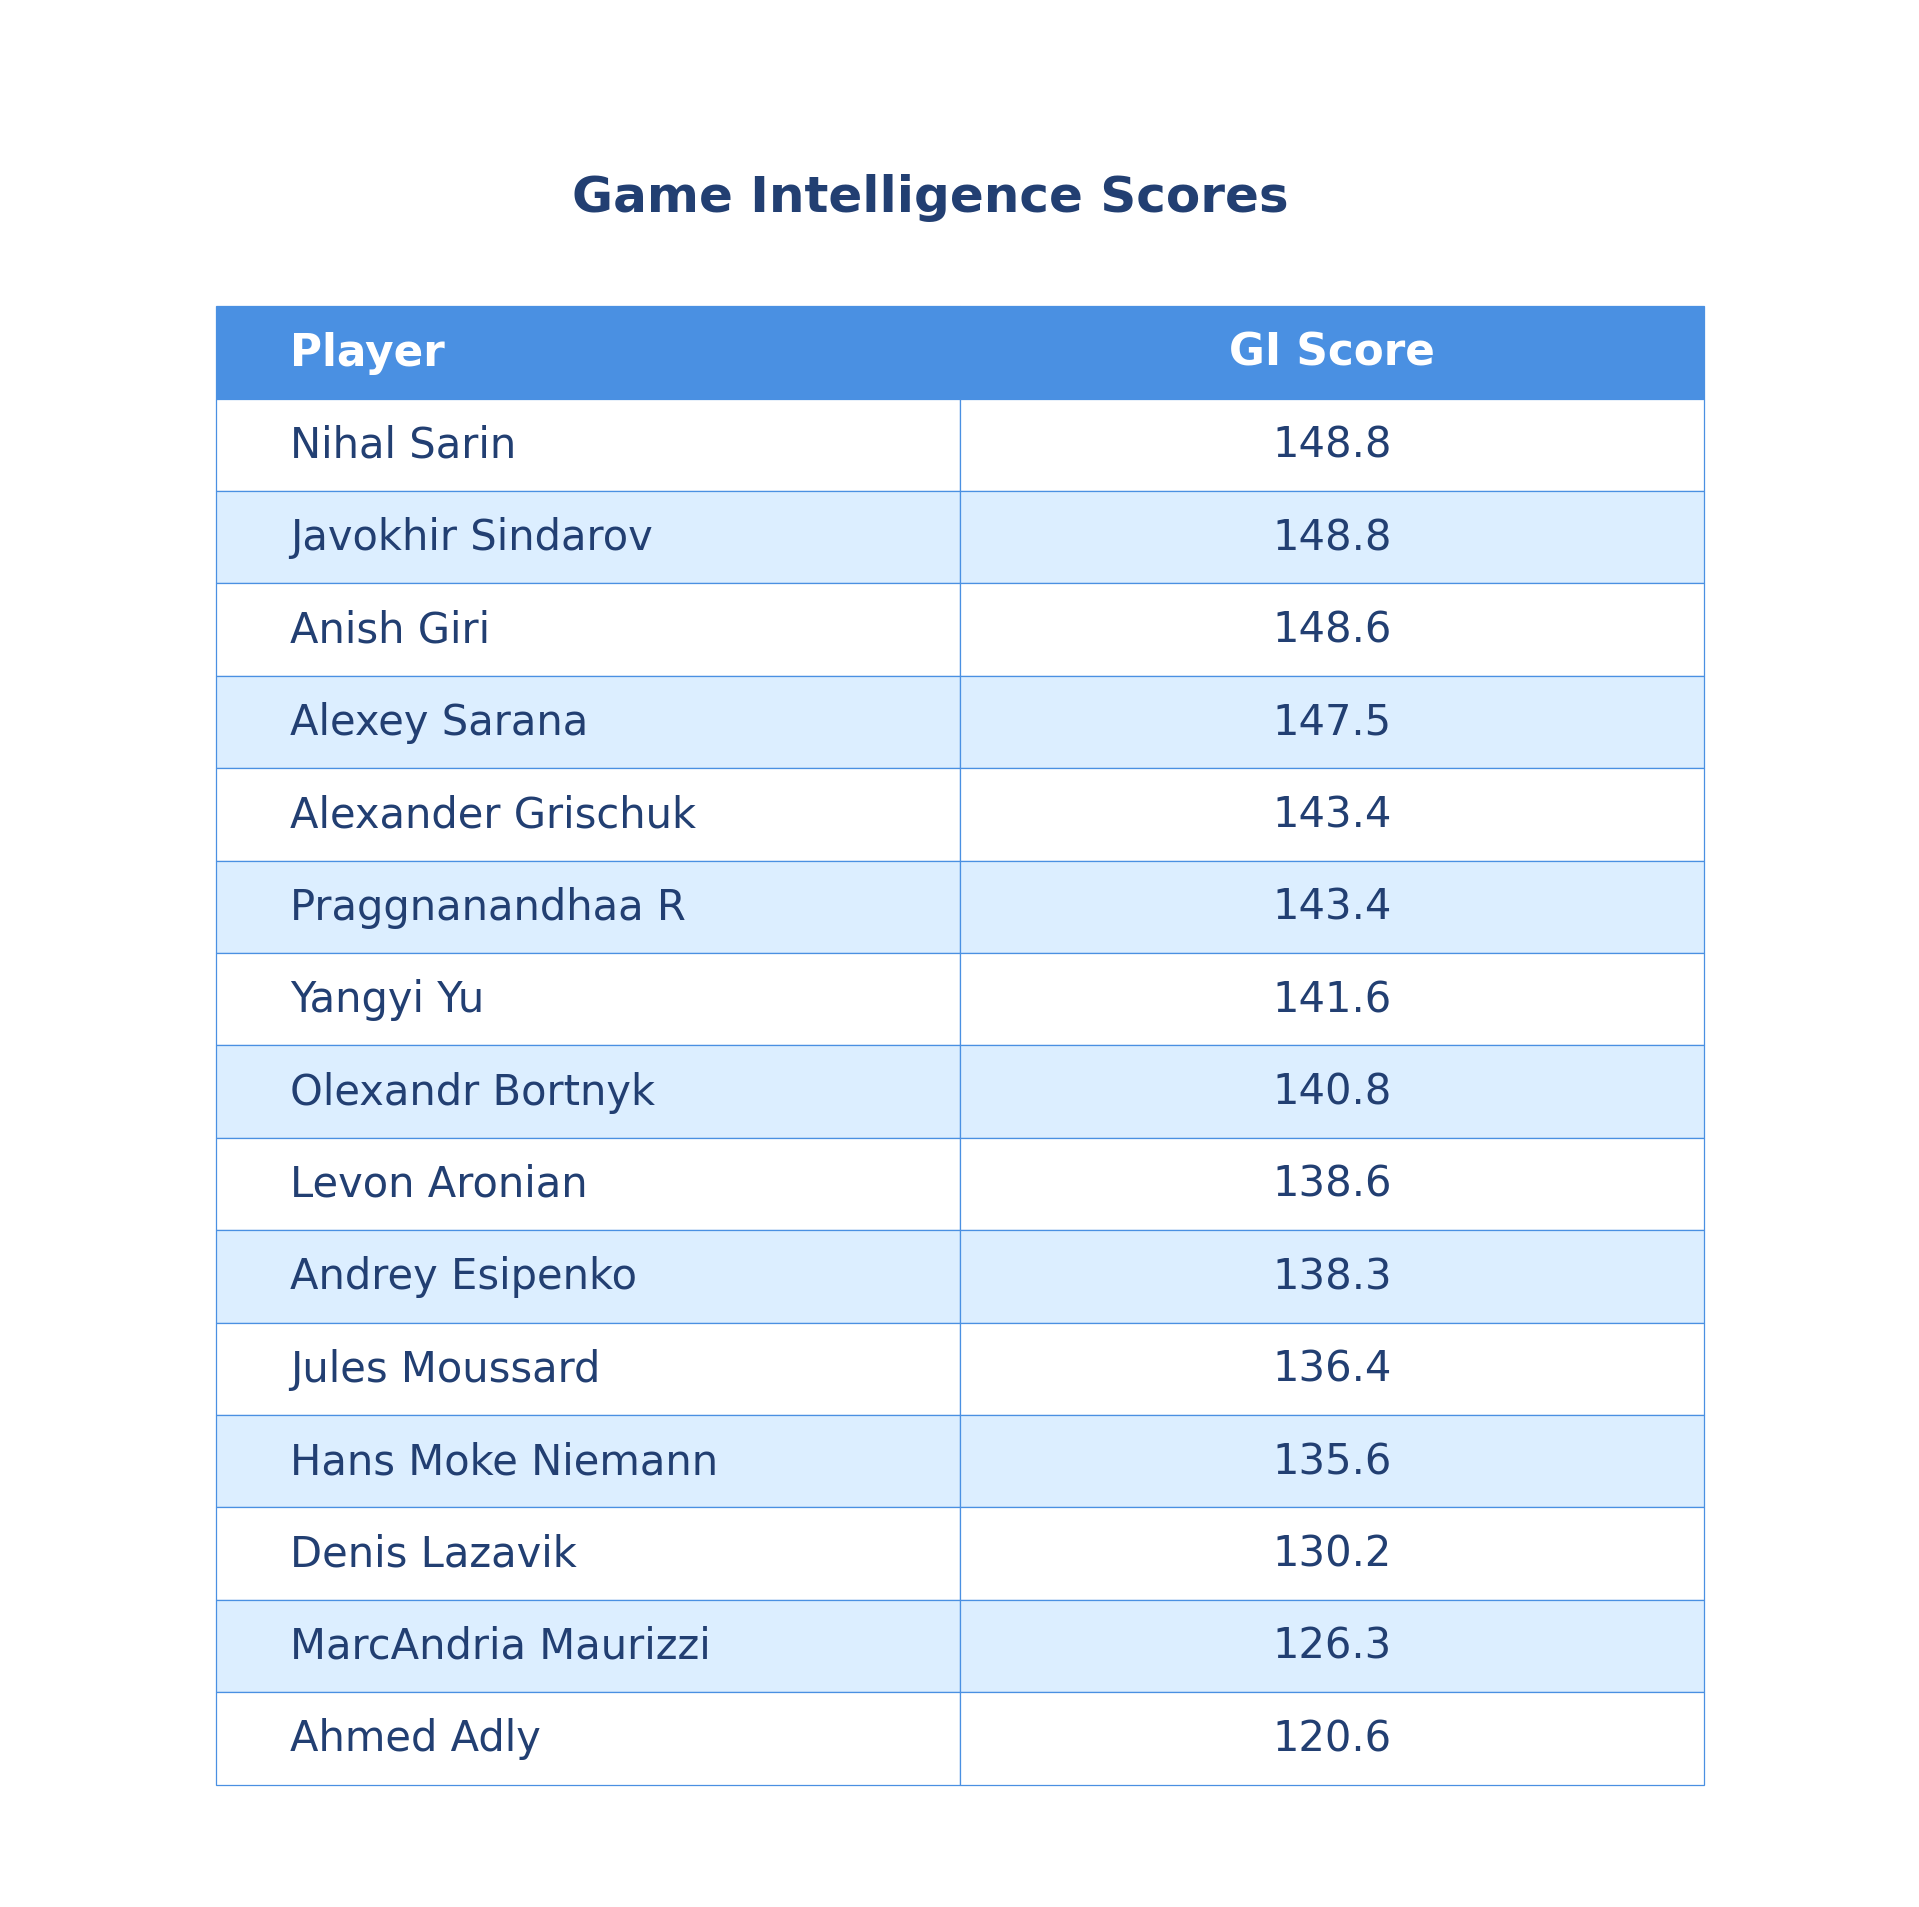 Game Intelligence Scores
Player GI Score
Nihal Sarin 148.8
Javokhir Sindarov 148.8
Anish Giri 148.6
Alexey Sarana 147.5
Alexander Grischuk 143.4
Praggnanandhaa R 143.4
Yangyi Yu 141.6
Olexandr Bortnyk 140.8
Levon Aronian 138.6
Andrey Esipenko 138.3
Jules Moussard 136.4
Hans Moke Niemann 135.6
Denis Lazavik 130.2
MarcAndria Maurizzi 126.3
Ahmed Adly 120.6